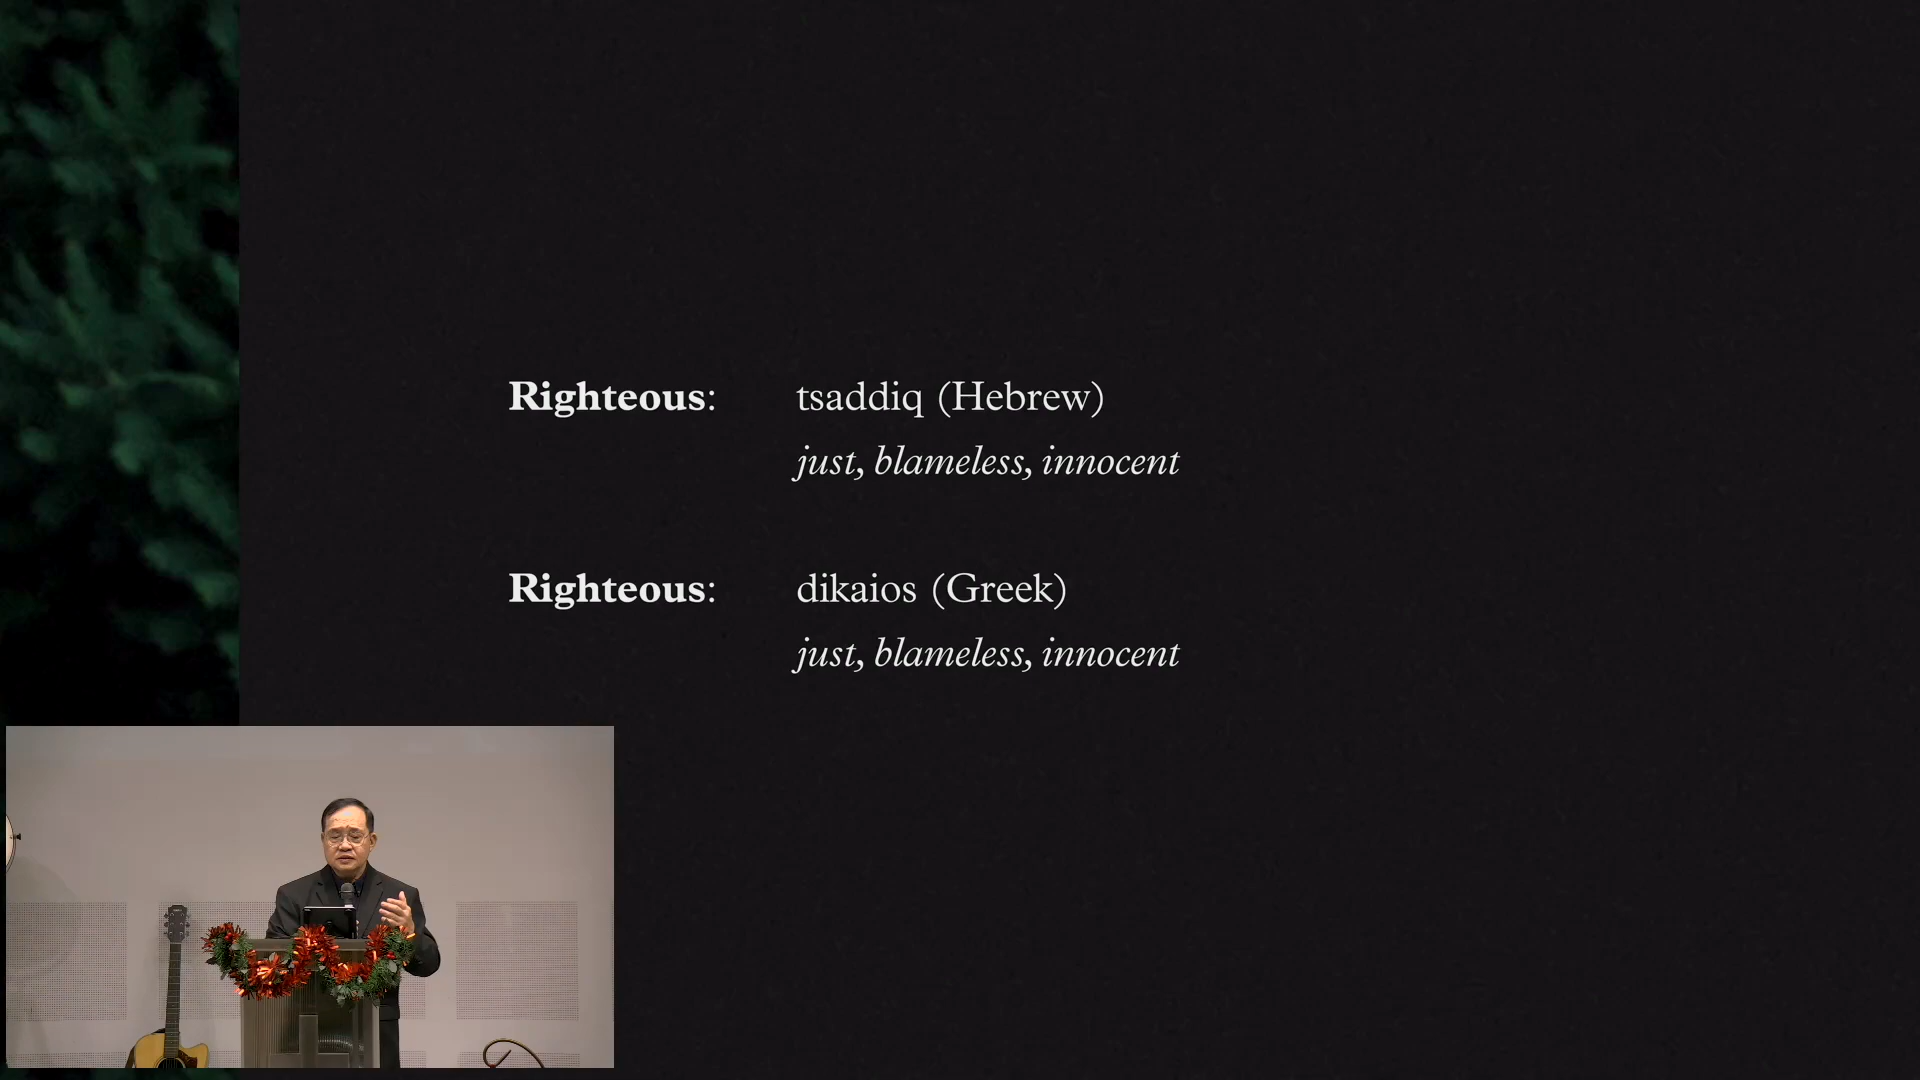 Righteous: tsaddiq (Hebrew)
just, blameless, innocent
Righteous: dikaios (Greek)
just, blameless, innocent